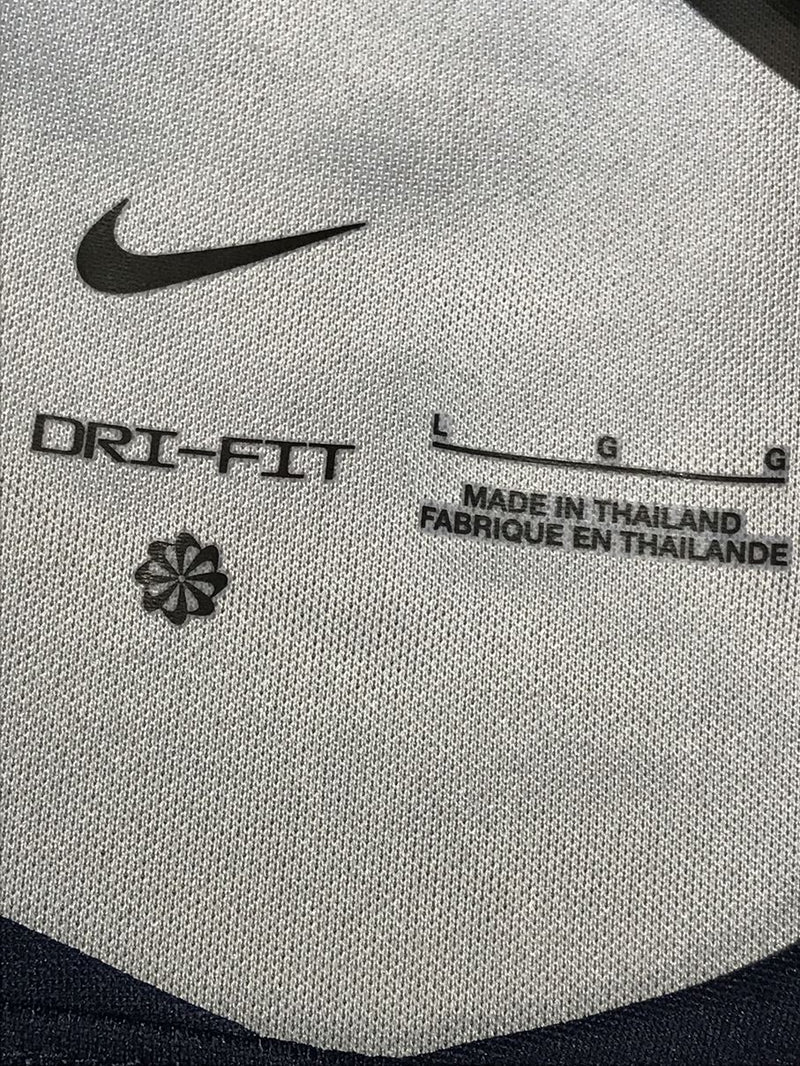 DRI-FIT
L G G
MADE IN THAILAND
FABRIQUE EN THAILANDE